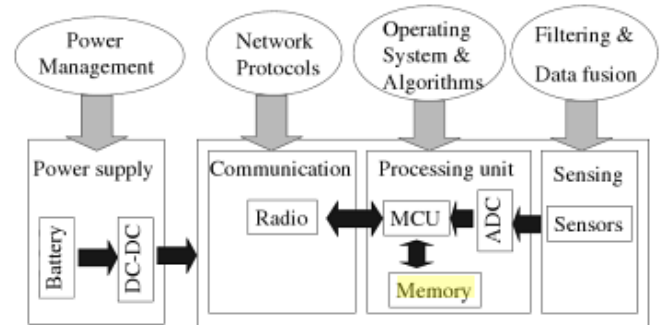 Power
Management
Network
Protocols
Operating
System &
Algorithms
Filtering &
Data fusion
Power supply
Battery
DC-DC
Communication
Radio
Processing unit
MCU
ADC
Memory
Sensing
Sensors